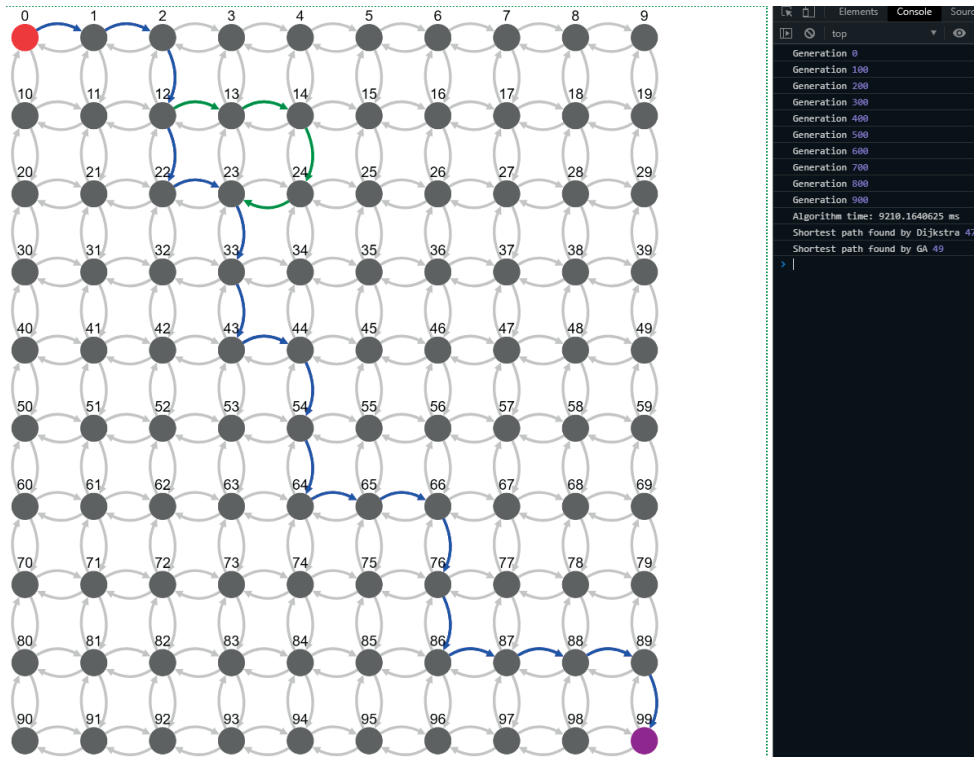 0 1 2 3 4 5 6 7 8 9
10 11 12 13 14 15 16 17 18 19
20 21 22 23 24 25 26 27 28 29
30 31 32 33 34 35 36 37 38 39
40 41 42 43 44 45 46 47 48 49
50 51 52 53 54 55 56 57 58 59
60 61 62 63 64 65 66 67 68 69
70 71 72 73 74 75 76 77 78 79
80 81 82 83 84 85 86 87 88 89
90 91 92 93 94 95 96 97 98 99
Elements Console Sourc
top
Generation 0
Generation 100
Generation 200
Generation 300
Generation 400
Generation 500
Generation 600
Generation 700
Generation 800
Generation 900
Algorithm time: 9210.1640625 ms
Shortest path found by Dijkstra 47
Shortest path found by GA 49
>